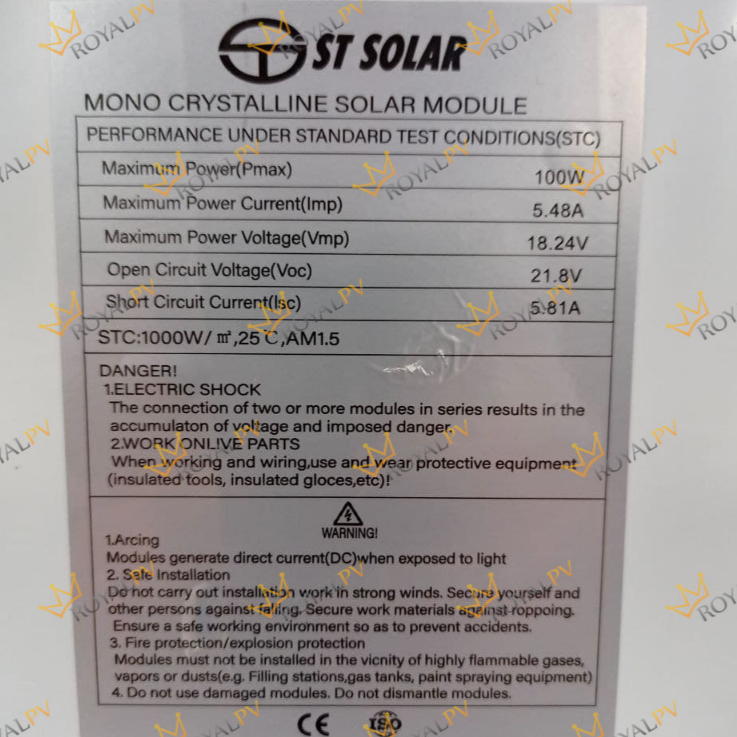 ST SOLAR
MONO CRYSTALLINE SOLAR MODULE
PERFORMANCE UNDER STANDARD TEST CONDITIONS(STC)
Maximum Power(Pmax) 100W
Maximum Power Current(Imp) 5.48A
Maximum Power Voltage(Vmp) 18.24V
Open Circuit Voltage(Voc) 21.8V
Short Circuit Current(Isc) 5.81A
STC:1000W/㎡,25℃,AM1.5
DANGER!
1.ELECTRIC SHOCK
The connection of two or more modules in series results in the
accumulaton of voltage and imposed danger.
2.WORK ONL!VE PARTS
When working and wiring,use and wear protective equipment
(insulated tools, insulated gloces,etc)!
WARNING!
1.Arcing
Modules generate direct current(DC)when exposed to light
2. Safe Installation
Do not carry out installation work in strong winds. Secure yourself and
other persons against falling. Secure work materials against roppoing.
Ensure a safe working environment so as to prevent accidents.
3. Fire protection/explosion protection
Modules must not be installed in the vicnity of highly flammable gases,
vapors or dusts(e.g. Filling stations,gas tanks, paint spraying equipment)
4. Do not use damaged modules. Do not dismantle modules.
CE ISO
ROYALPV